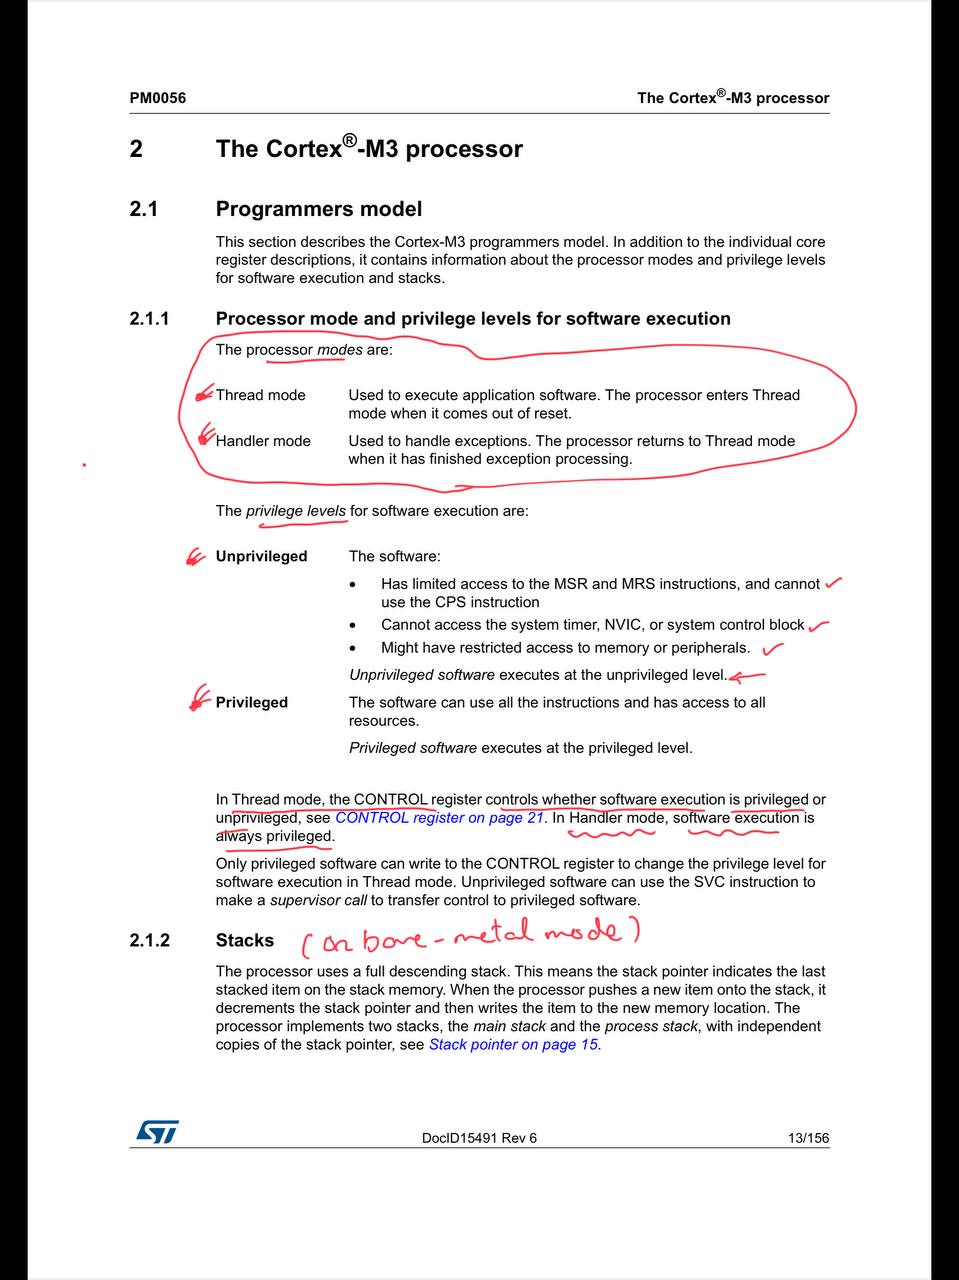 PM0056 The Cortex®-M3 processor
2 The Cortex®-M3 processor
2.1 Programmers model
This section describes the Cortex-M3 programmers model. In addition to the individual core
register descriptions, it contains information about the processor modes and privilege levels
for software execution and stacks.
2.1.1 Processor mode and privilege levels for software execution
The processor modes are:
Thread mode Used to execute application software. The processor enters Thread
mode when it comes out of reset.
Handler mode Used to handle exceptions. The processor returns to Thread mode
when it has finished exception processing.
The privilege levels for software execution are:
Unprivileged The software:
• Has limited access to the MSR and MRS instructions, and cannot
use the CPS instruction
• Cannot access the system timer, NVIC, or system control block
• Might have restricted access to memory or peripherals.
Unprivileged software executes at the unprivileged level.
Privileged The software can use all the instructions and has access to all
resources.
Privileged software executes at the privileged level.
In Thread mode, the CONTROL register controls whether software execution is privileged or
unprivileged, see CONTROL register on page 21. In Handler mode, software execution is
always privileged.
Only privileged software can write to the CONTROL register to change the privilege level for
software execution in Thread mode. Unprivileged software can use the SVC instruction to
make a supervisor call to transfer control to privileged software.
2.1.2 Stacks (on bare-metal mode)
The processor uses a full descending stack. This means the stack pointer indicates the last
stacked item on the stack memory. When the processor pushes a new item onto the stack, it
decrements the stack pointer and then writes the item to the new memory location. The
processor implements two stacks, the main stack and the process stack, with independent
copies of the stack pointer, see Stack pointer on page 15.
ST DocID15491 Rev 6 13/156